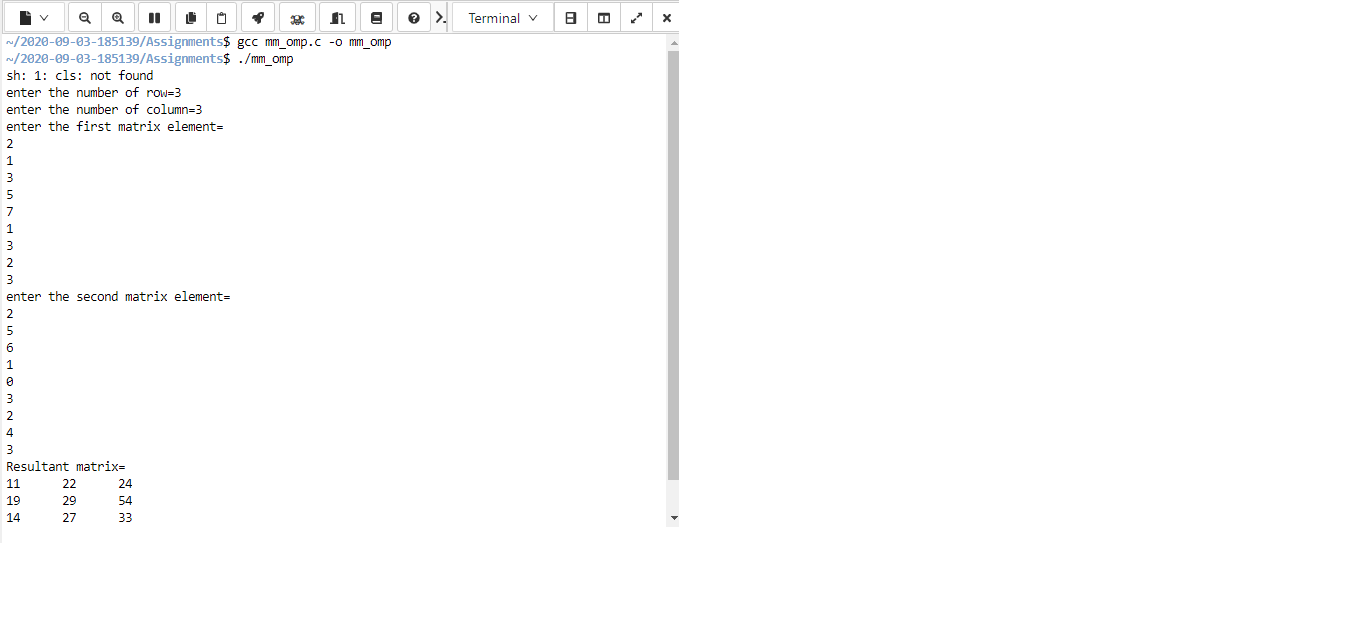 Terminal
~/2020-09-03-185139/Assignments$ gcc mm_omp.c -o mm_omp
~/2020-09-03-185139/Assignments$ ./mm_omp
sh: 1: cls: not found
enter the number of row=3
enter the number of column=3
enter the first matrix element=
2
1
3
5
7
1
3
2
3
enter the second matrix element=
2
5
6
1
0
3
2
4
3
Resultant matrix=
11 22 24
19 29 54
14 27 33